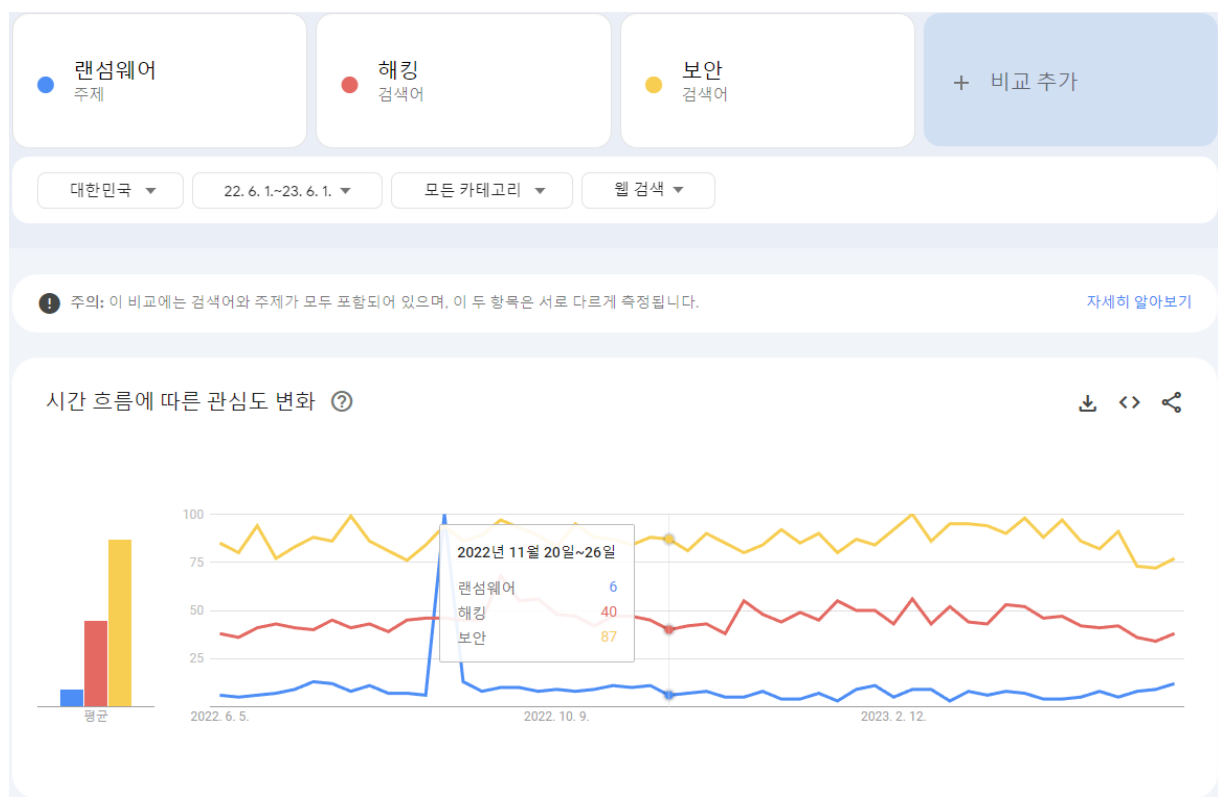 랜섬웨어
주제
해킹
검색어
보안
검색어
+ 비교 추가
대한민국
22. 6. 1.~23. 6. 1.
모든 카테고리
웹 검색
주의: 이 비교에는 검색어와 주제가 모두 포함되어 있으며, 이 두 항목은 서로 다르게 측정됩니다.
자세히 알아보기
시간 흐름에 따른 관심도 변화
100
75
50
25
2022년 11월 20일~26일
랜섬웨어 6
해킹 40
보안 87
평균
2022. 6. 5.
2022. 10. 9.
2023. 2. 12.